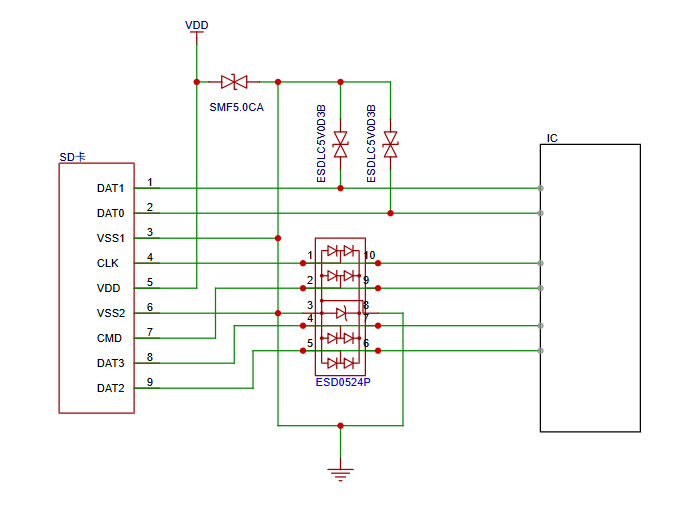 VDD
SMF5.0CA
ESDLC5V0D3B
ESDLC5V0D3B
IC
SD卡
DAT1 1
DAT0 2
VSS1 3
CLK 4
VDD 5
VSS2 6
CMD 7
DAT3 8
DAT2 9
1 10
2 9
3 8
4 7
5 6
ESD0524P